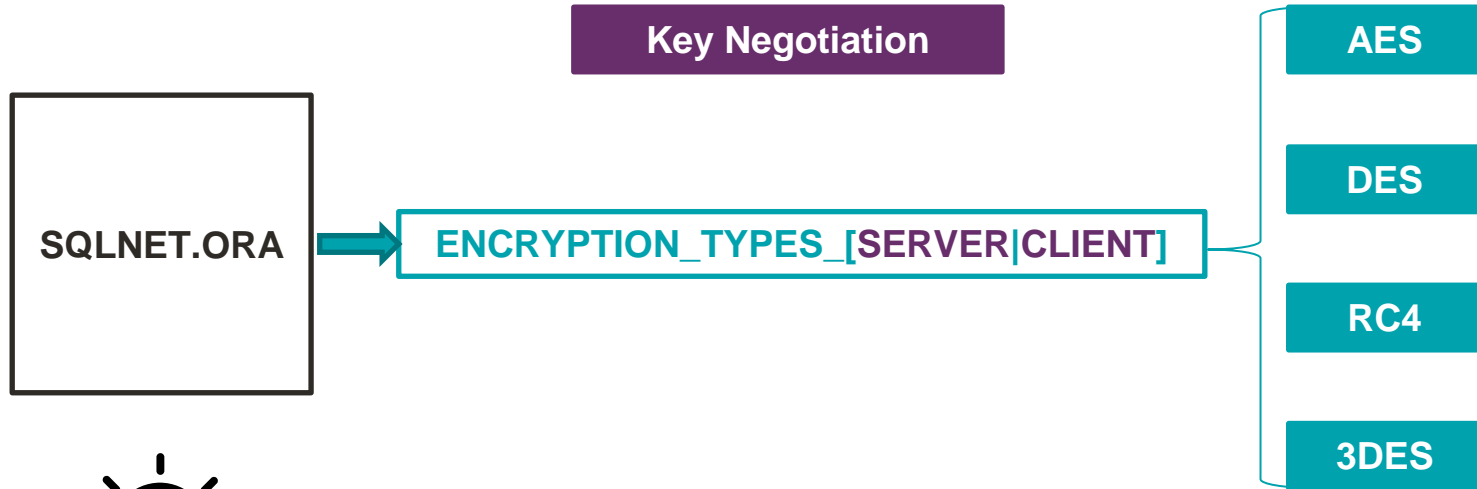 Key Negotiation
AES
DES
SQLNET.ORA
ENCRYPTION_TYPES_[SERVER|CLIENT]
RC4
3DES